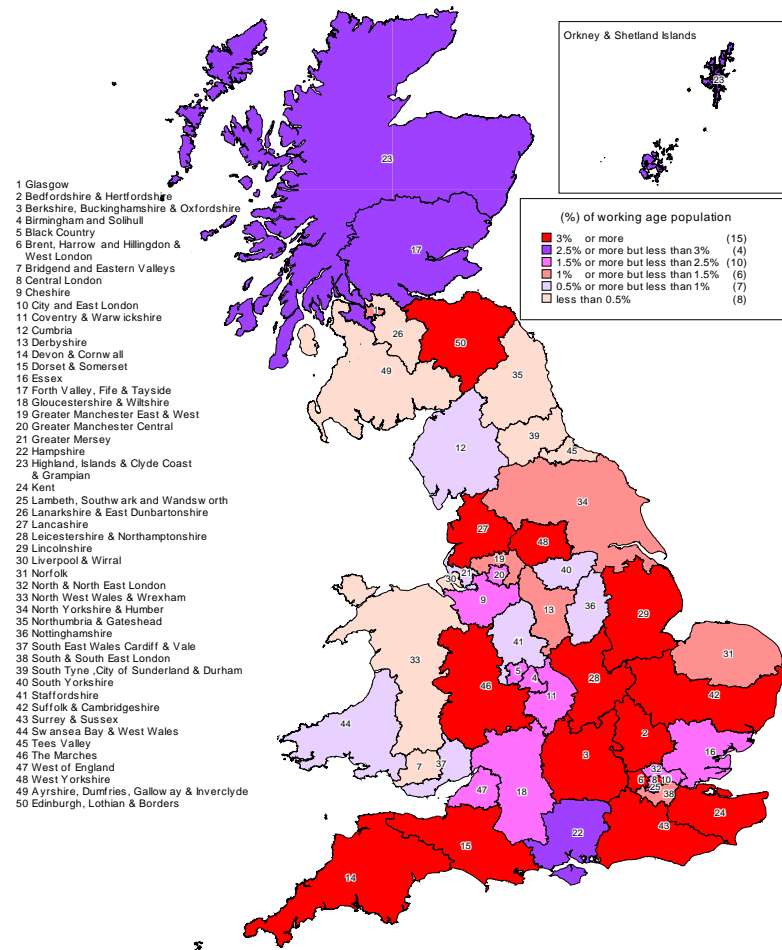 Orkney & Shetland Islands
23
(%) of working age population
3% or more (15)
2.5% or more but less than 3% (4)
1.5% or more but less than 2.5% (10)
1% or more but less than 1.5% (6)
0.5% or more but less than 1% (7)
less than 0.5% (8)
1 Glasgow
2 Bedfordshire & Hertfordshire
3 Berkshire, Buckinghamshire & Oxfordshire
4 Birmingham and Solihull
5 Black Country
6 Brent, Harrow and Hillingdon &
West London
7 Bridgend and Eastern Valleys
8 Central London
9 Cheshire
10 City and East London
11 Coventry & Warwickshire
12 Cumbria
13 Derbyshire
14 Devon & Cornwall
15 Dorset & Somerset
16 Essex
17 Forth Valley, Fife & Tayside
18 Gloucestershire & Wiltshire
19 Greater Manchester East & West
20 Greater Manchester Central
21 Greater Mersey
22 Hampshire
23 Highland, Islands & Clyde Coast
& Grampian
24 Kent
25 Lambeth, Southwark and Wandsworth
26 Lanarkshire & East Dunbartonshire
27 Lancashire
28 Leicestershire & Northamptonshire
29 Lincolnshire
30 Liverpool & Wirral
31 Norfolk
32 North & North East London
33 North West Wales & Wrexham
34 North Yorkshire & Humber
35 Northumbria & Gateshead
36 Nottinghamshire
37 South East Wales Cardiff & Vale
38 South & South East London
39 South Tyne ,City of Sunderland & Durham
40 South Yorkshire
41 Staffordshire
42 Suffolk & Cambridgeshire
43 Surrey & Sussex
44 Swansea Bay & West Wales
45 Tees Valley
46 The Marches
47 West of England
48 West Yorkshire
49 Ayrshire, Dumfries, Galloway & Inverclyde
50 Edinburgh, Lothian & Borders
23
17
1
26
50
49
35
39
45
12
34
27
48
19
40
21
20
30
9
13
36
29
41
31
33
5
4
46
28
42
11
44
2
37
7
3
16
32
6
8
10
25
38
47
18
24
22
43
15
14